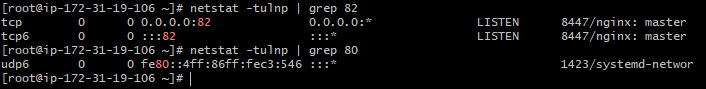 [root@ip-172-31-19-106 ~]# netstat -tulnp | grep 82
tcp        0      0 0.0.0.0:82              0.0.0.0:*               LISTEN      8447/nginx: master
tcp6       0      0 :::82                   :::*                    LISTEN      8447/nginx: master
[root@ip-172-31-19-106 ~]# netstat -tulnp | grep 80
udp6       0      0 fe80::4ff:86ff:fec3:546 :::*                                1423/systemd-networ
[root@ip-172-31-19-106 ~]#